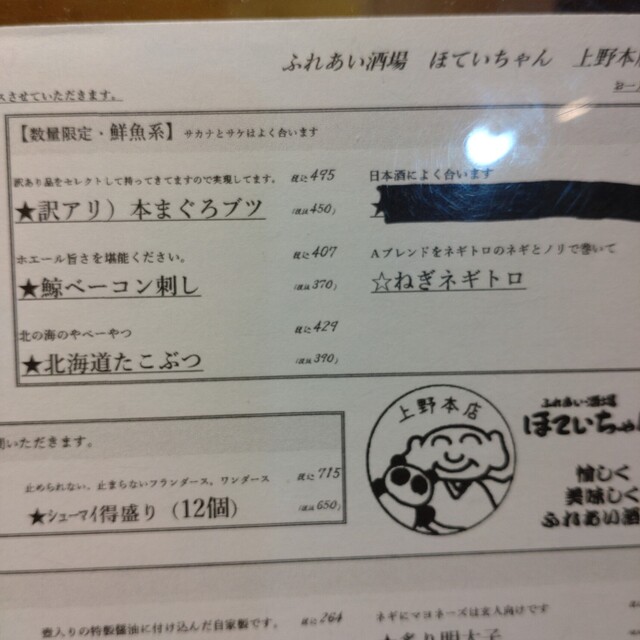 ふれあい酒場 ほていちゃん 上野本店
スさせていただきます。
【数量限定・鮮魚系】 サカナとサケはよく合います
訳あり品をセレクトして持ってきてますので実現してます。 税込495
★訳アリ）本まぐろブツ (税抜450)
日本酒によく合います
ホエール旨さを堪能ください。 税込407
★鯨ベーコン刺し (税抜370)
Aブレンドをネギトロのネギとノリで巻いて
☆ねぎネギトロ
北の海のやべーやつ 税込429
★北海道たこぶつ (税抜390)
いただきます。
止められない、止まらないフランダース、ワンダース 税込715
★シューマイ得盛り（12個） (税抜650)
上野本店
ふれあい酒場
ほていちゃん
愉しく
美味しく
ふれあい酒
壺入りの特製醤油に付け込んだ自家製です。 税込264
ネギにマヨネーズは玄人向けです